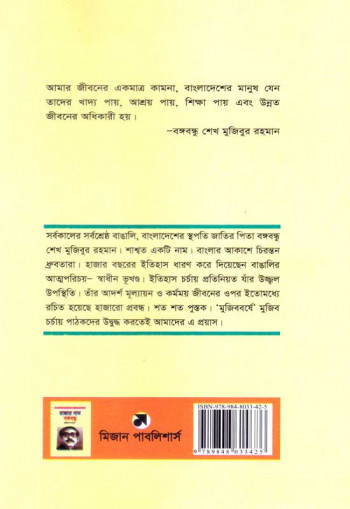 আমার জীবনের একমাত্র কামনা, বাংলাদেশের মানুষ যেন
তাদের খাদ্য পায়, আশ্রয় পায়, শিক্ষা পায় এবং উন্নত
জীবনের অধিকারী হয়।
–বঙ্গবন্ধু শেখ মুজিবুর রহমান
সর্বকালের সর্বশ্রেষ্ঠ বাঙালি, বাংলাদেশের স্থপতি জাতির পিতা বঙ্গবন্ধু
শেখ মুজিবুর রহমান। শাশ্বত একটি নাম। বাংলার আকাশে চিরন্তন
ধ্রুবতারা। হাজার বছরের ইতিহাস ধারণ করে দিয়েছেন বাঙালির
আত্মপরিচয়– স্বাধীন ভূখণ্ড। ইতিহাস চর্চায় প্রতিনিয়ত যাঁর উজ্জ্বল
উপস্থিতি। তাঁর আদর্শ মূল্যায়ন ও কর্মময় জীবনের ওপর ইতোমধ্যে
রচিত হয়েছে হাজারো প্রবন্ধ। শত শত পুস্তক। ‘মুজিববর্ষে’ মুজিব
চর্চায় পাঠকদের উদ্বুদ্ধ করতেই আমাদের এ প্রয়াস।
মিজান পাবলিশার্স
ISBN-978-984-8033-42-5
9789848033425